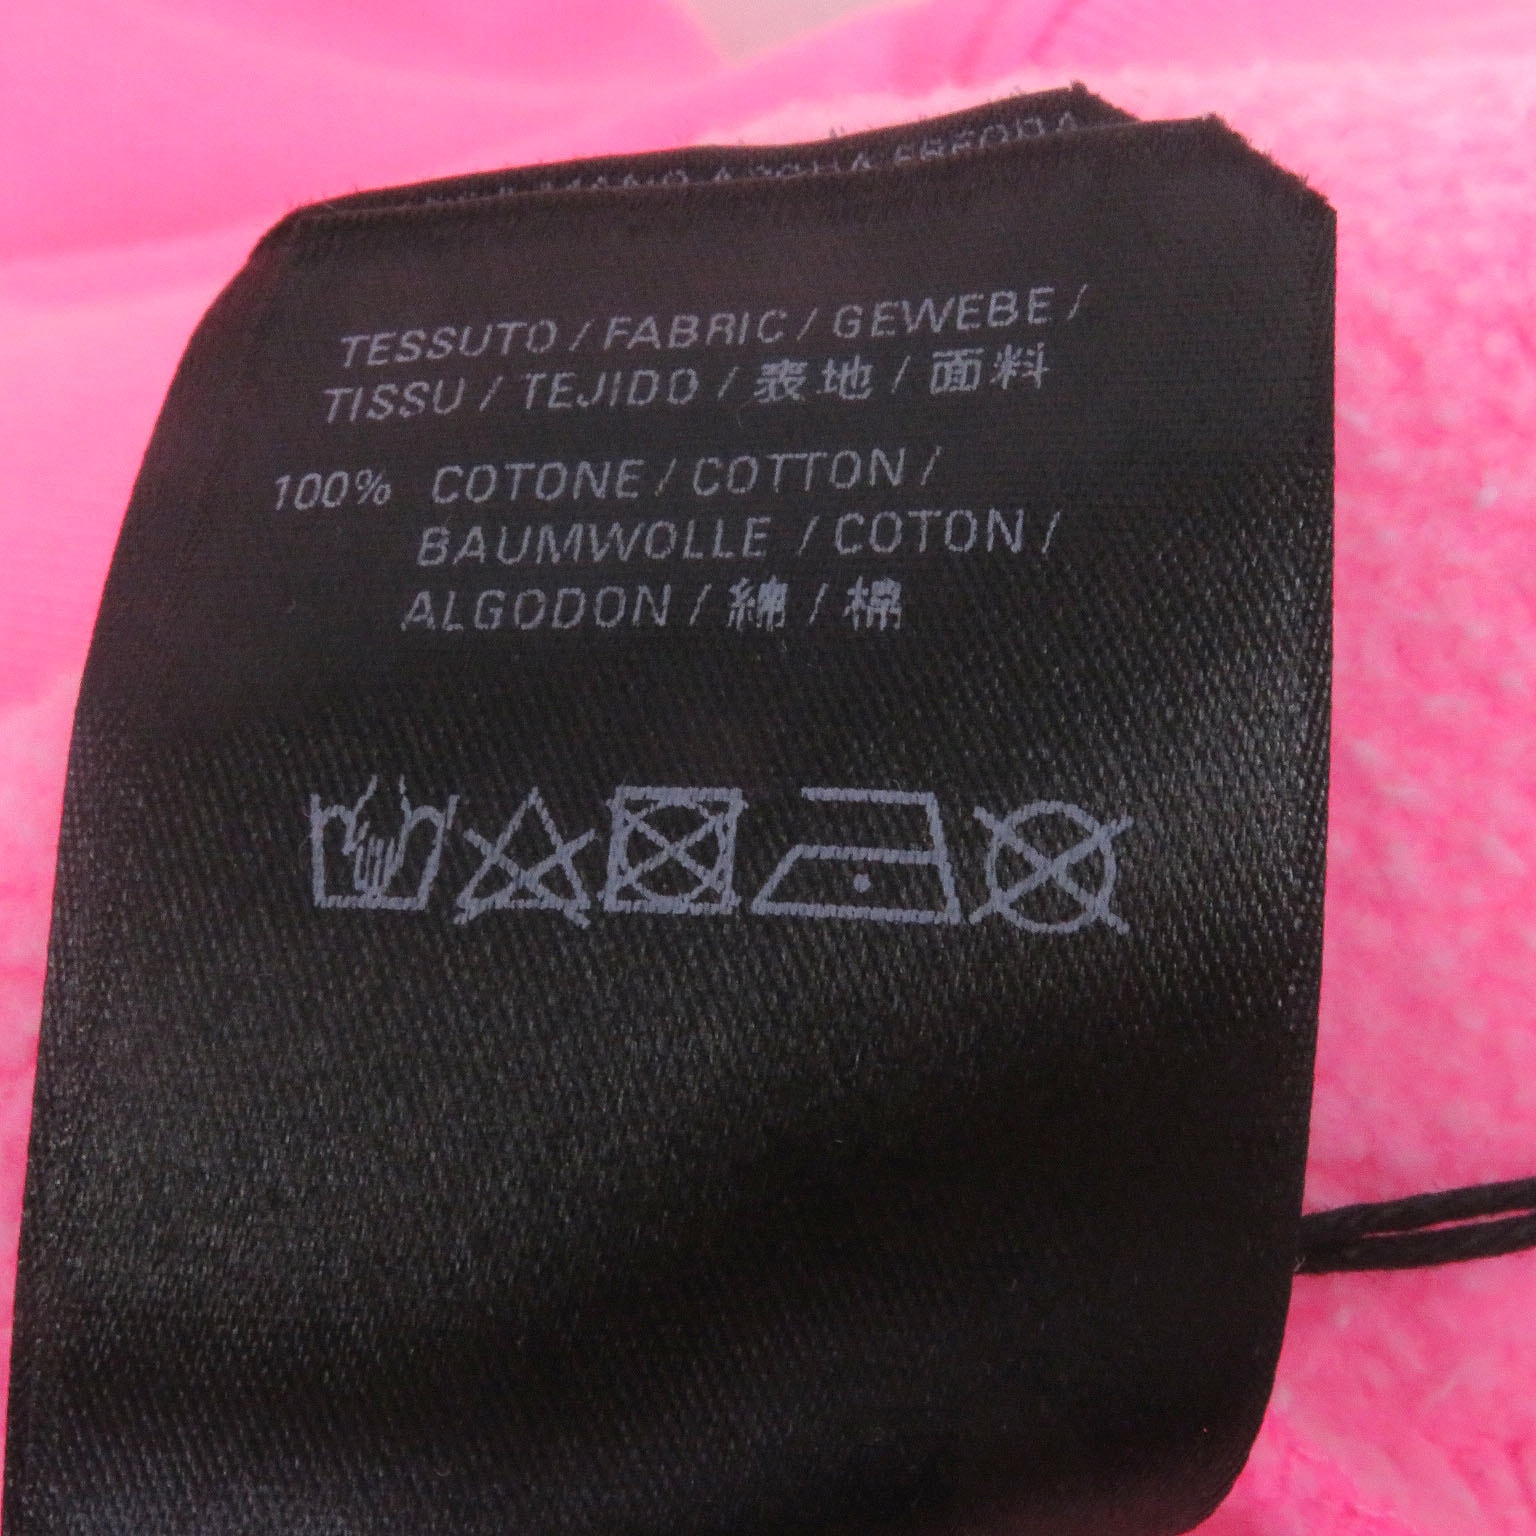 TESSUTO / FABRIC / GEWEBE /
TISSU / TEJIDO / 表地 / 面料
100% COTONE / COTTON /
BAUMWOLLE / COTON /
ALGODON / 綿 / 棉